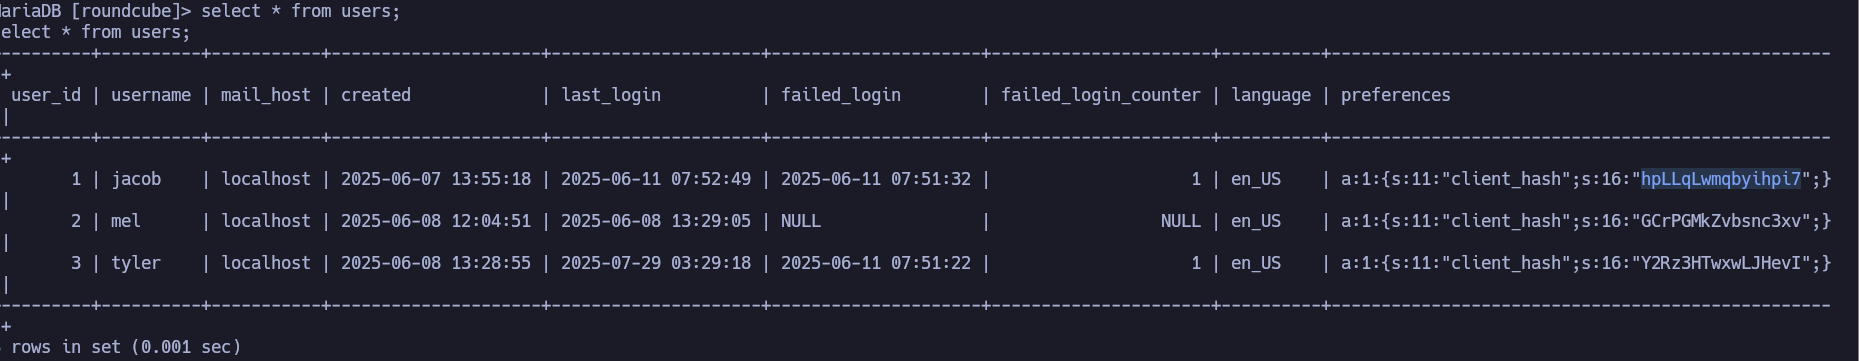 MariaDB [roundcube]> select * from users;
elect * from users;
---------+----------+-----------+---------------------+---------------------+---------------------+----------------------+----------+--------------------------------------------------
+
user_id | username | mail_host | created             | last_login          | failed_login        | failed_login_counter | language | preferences
|
---------+----------+-----------+---------------------+---------------------+---------------------+----------------------+----------+--------------------------------------------------
+
      1 | jacob    | localhost | 2025-06-07 13:55:18 | 2025-06-11 07:52:49 | 2025-06-11 07:51:32 |                    1 | en_US    | a:1:{s:11:"client_hash";s:16:"hpLLqLwmqbyihpi7";}
|
      2 | mel      | localhost | 2025-06-08 12:04:51 | 2025-06-08 13:29:05 | NULL                |                 NULL | en_US    | a:1:{s:11:"client_hash";s:16:"GCrPGMkZvbsnc3xv";}
|
      3 | tyler    | localhost | 2025-06-08 13:28:55 | 2025-07-29 03:29:18 | 2025-06-11 07:51:22 |                    1 | en_US    | a:1:{s:11:"client_hash";s:16:"Y2Rz3HTwxwLJHevI";}
|
---------+----------+-----------+---------------------+---------------------+---------------------+----------------------+----------+--------------------------------------------------
+
rows in set (0.001 sec)